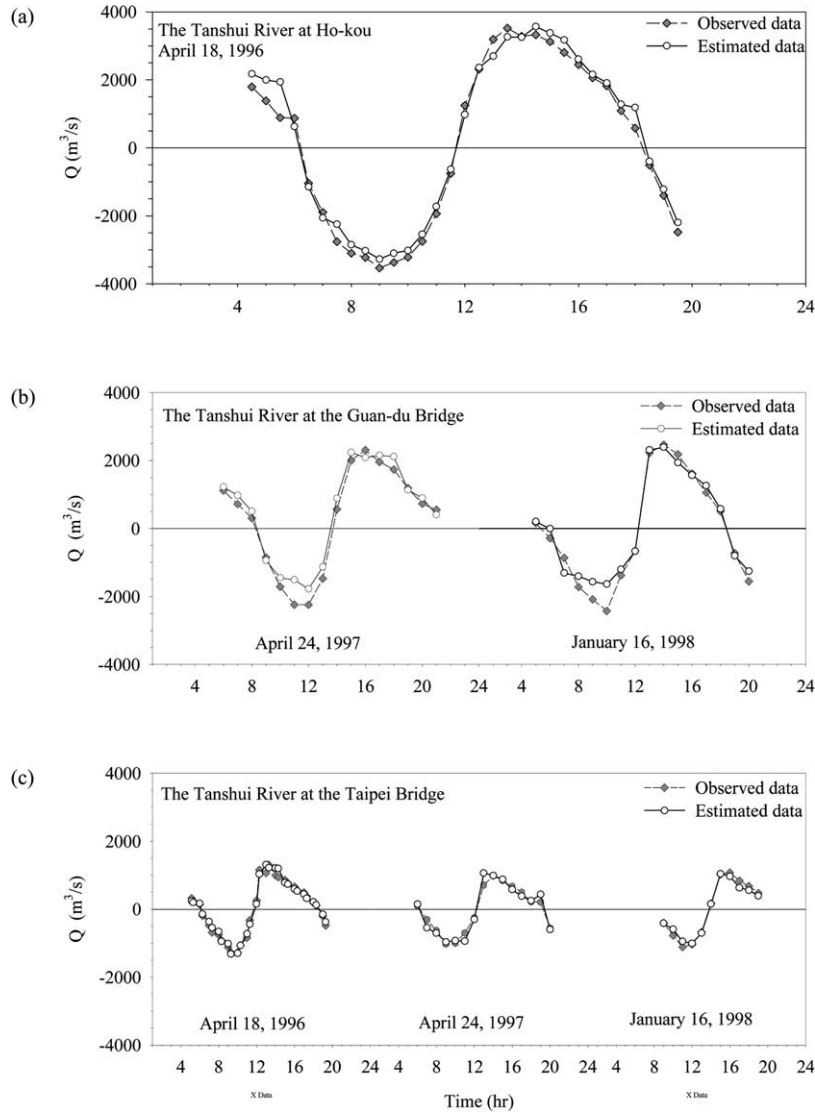 (a)
The Tanshui River at Ho-kou
April 18, 1996
Observed data
Estimated data
Q (m³/s)
4000
2000
0
-2000
-4000
4 8 12 16 20 24
(b)
The Tanshui River at the Guan-du Bridge
Observed data
Estimated data
Q (m³/s)
4000
2000
0
-2000
-4000
April 24, 1997
January 16, 1998
4 8 12 16 20 24 4 8 12 16 20 24
(c)
The Tanshui River at the Taipei Bridge
Observed data
Estimated data
Q (m³/s)
4000
2000
0
-2000
-4000
April 18, 1996
April 24, 1997
January 16, 1998
4 8 12 16 20 24 4 8 12 16 20 24 4 8 12 16 20 24
X Data
Time (hr)
X Data